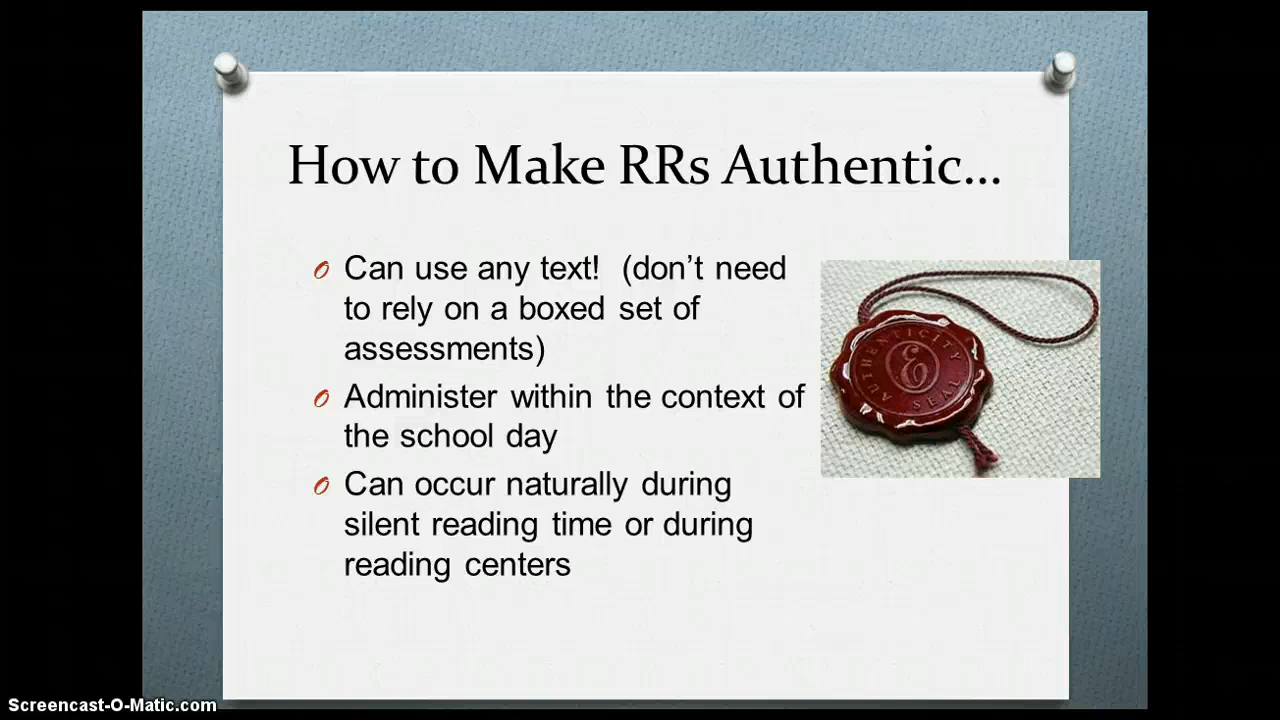 How to Make RRs Authentic...
Can use any text!  (don't need
to rely on a boxed set of
assessments)
Administer within the context of
the school day
Can occur naturally during
silent reading time or during
reading centers
AUTHENTICITY
E
SEAL
Screencast-O-Matic.com